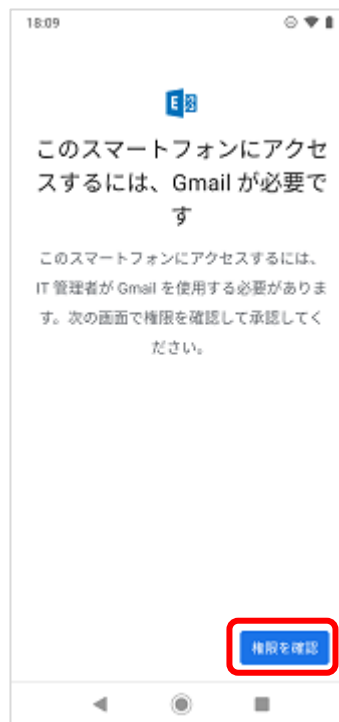 18:09
E
このスマートフォンにアクセ
スするには、Gmail が必要で
す
このスマートフォンにアクセスするには、
IT 管理者が Gmail を使用する必要がありま
す。次の画面で権限を確認して承認してく
ださい。
権限を確認